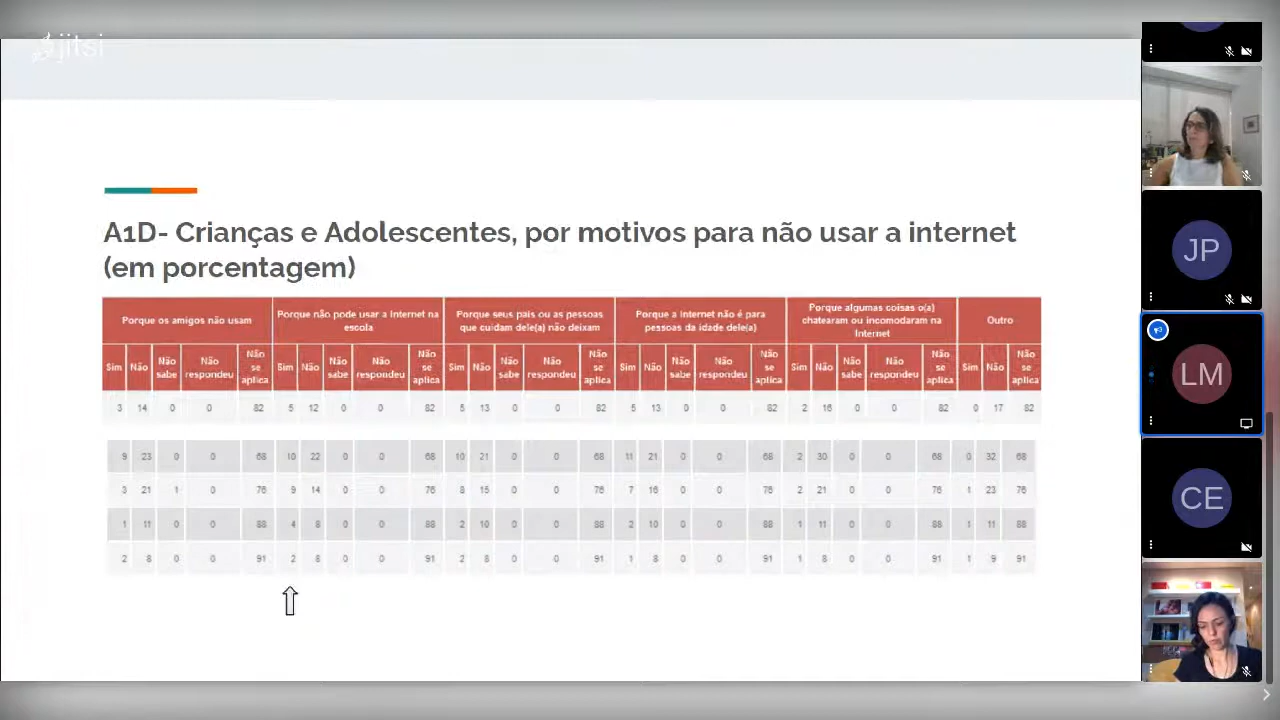 jitsi
A1D- Crianças e Adolescentes, por motivos para não usar a internet
(em porcentagem)
Porque os amigos não usam Porque não pode usar a Internet na escola Porque seus pais ou as pessoas que cuidam dele(a) não deixam Porque a Internet não é para pessoas da idade dele(a) Porque algumas coisas o(a) chatearam ou incomodaram na Internet Outro
Sim Não Não sabe Não respondeu Não se aplica Sim Não Não sabe Não respondeu Não se aplica Sim Não Não sabe Não respondeu Não se aplica Sim Não Não sabe Não respondeu Não se aplica Sim Não Não sabe Não respondeu Não se aplica Sim Não Não se aplica
3 14 0 0 82 5 12 0 0 82 5 13 0 0 82 5 13 0 0 82 2 16 0 0 82 0 17 82
9 23 0 0 68 10 22 0 0 68 10 21 0 0 68 11 21 0 0 68 2 30 0 0 68 0 32 68
3 21 1 0 76 9 14 0 0 76 8 15 0 0 76 7 16 0 0 76 2 21 0 0 76 1 23 76
1 11 0 0 88 4 8 0 0 88 2 10 0 0 88 2 10 0 0 88 1 11 0 0 88 1 11 88
2 8 0 0 91 2 8 0 0 91 2 8 0 0 91 1 8 0 0 91 1 8 0 0 91 1 9 91
JP
LM
CE